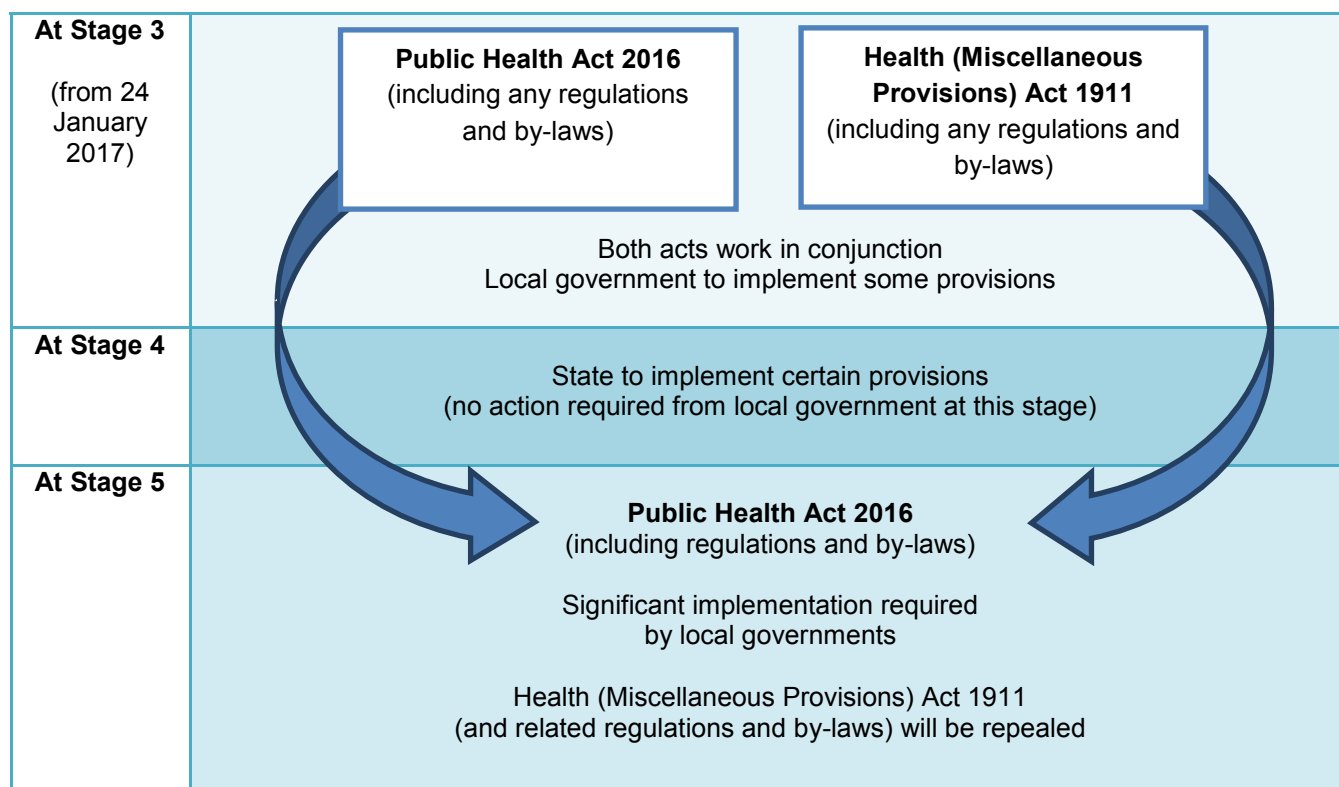 At Stage 3
(from 24
January
2017)
Public Health Act 2016
(including any regulations
and by-laws)
Health (Miscellaneous
Provisions) Act 1911
(including any regulations and
by-laws)
Both acts work in conjunction
Local government to implement some provisions
At Stage 4
State to implement certain provisions
(no action required from local government at this stage)
At Stage 5
Public Health Act 2016
(including regulations and by-laws)
Significant implementation required
by local governments
Health (Miscellaneous Provisions) Act 1911
(and related regulations and by-laws) will be repealed